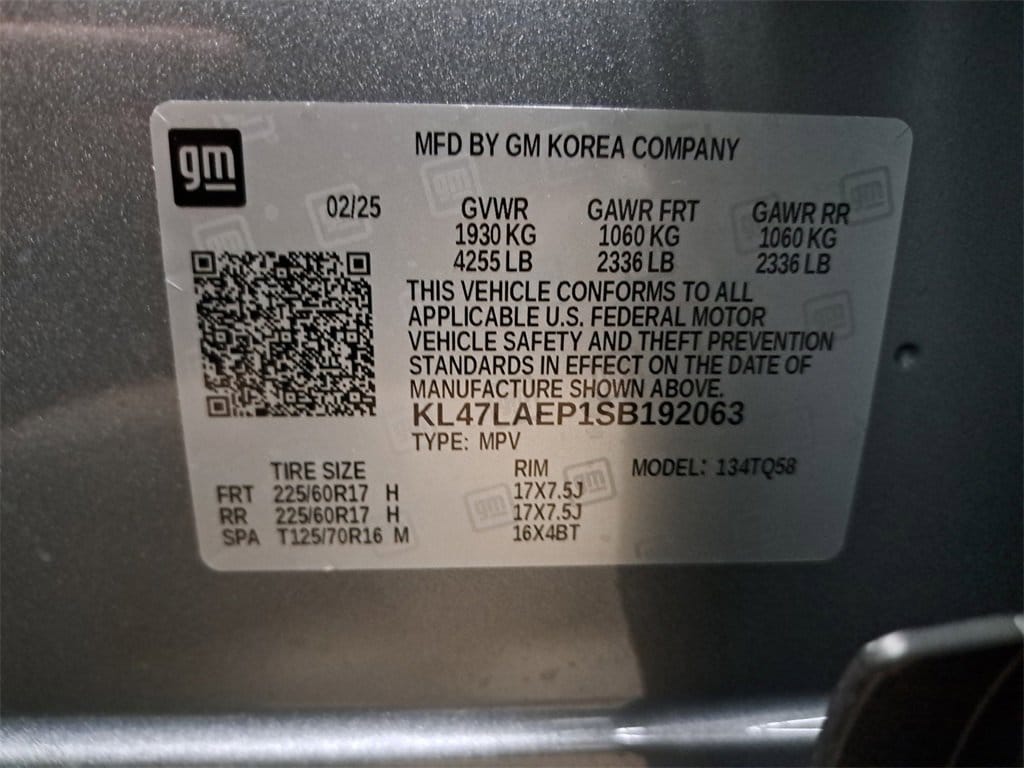 gm
MFD BY GM KOREA COMPANY
02/25 GVWR GAWR FRT GAWR RR
1930 KG 1060 KG 1060 KG
4255 LB 2336 LB 2336 LB
THIS VEHICLE CONFORMS TO ALL
APPLICABLE U.S. FEDERAL MOTOR
VEHICLE SAFETY AND THEFT PREVENTION
STANDARDS IN EFFECT ON THE DATE OF
MANUFACTURE SHOWN ABOVE.
KL47LAEP1SB192063
TYPE: MPV
TIRE SIZE RIM MODEL: 134TQ58
FRT 225/60R17 H 17X7.5J
RR 225/60R17 H 17X7.5J
SPA T125/70R16 M 16X4BT